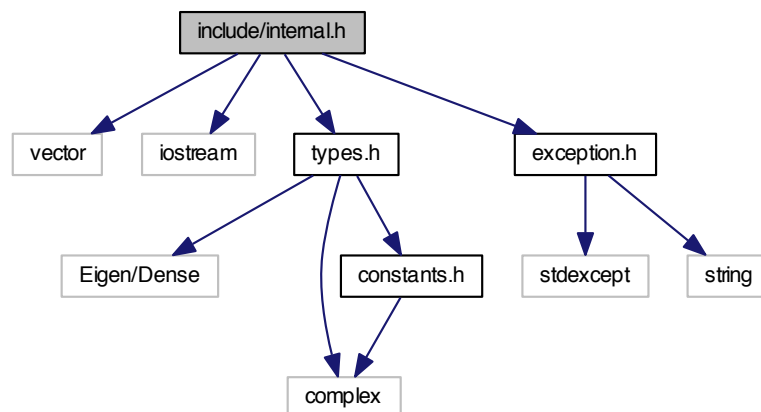 include/internal.h
vector
iostream
types.h
exception.h
Eigen/Dense
constants.h
stdexcept
string
complex